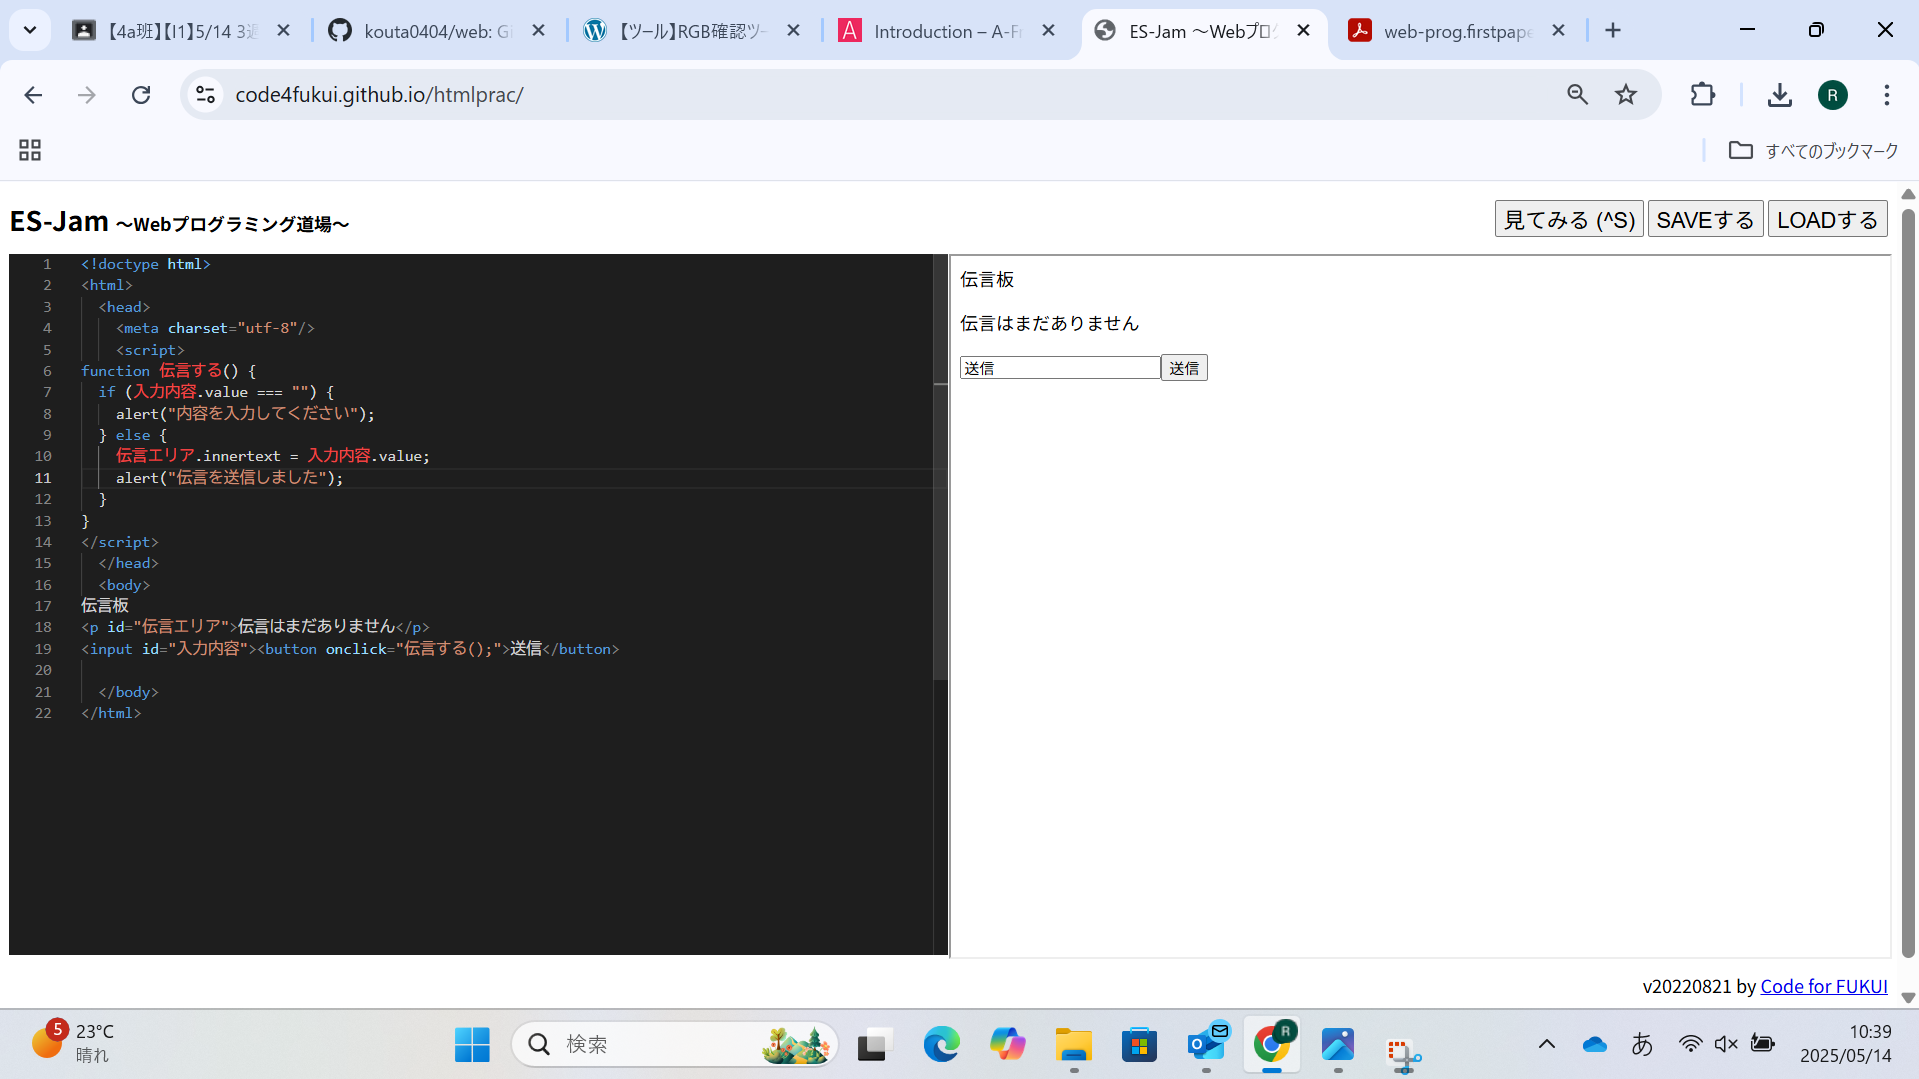 【4a班】【I1】5/14 3週
kouta0404/web: Gi
【ツール】RGB確認ツー
A Introduction – A-Fr
ES-Jam ～Webプログ
web-prog.firstpape
code4fukui.github.io/htmlprac/
R
すべてのブックマーク
ES-Jam ～Webプログラミング道場～
見てみる (^S) SAVEする LOADする
1 <!doctype html>
2 <html>
3 <head>
4 <meta charset="utf-8"/>
5 <script>
6 function 伝言する() {
7 if (入力内容.value === "") {
8 alert("内容を入力してください");
9 } else {
10 伝言エリア.innertext = 入力内容.value;
11 alert("伝言を送信しました");
12 }
13 }
14 </script>
15 </head>
16 <body>
17 伝言板
18 <p id="伝言エリア">伝言はまだありません</p>
19 <input id="入力内容"><button onclick="伝言する();">送信</button>
20
21 </body>
22 </html>
伝言板
伝言はまだありません
送信 送信
v20220821 by Code for FUKUI
5
23°C
晴れ
検索
R
あ
10:39
2025/05/14